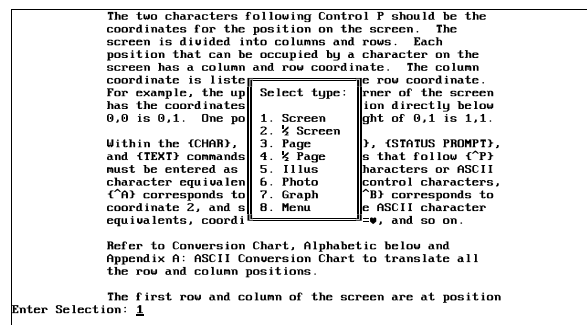 The two characters following Control P should be the
coordinates for the position on the screen. The
screen is divided into columns and rows. Each
position that can be occupied by a character on the
screen has a column and row coordinate. The column
coordinate is liste e row coordinate.
For example, the up Select type: rner of the screen
has the coordinates ion directly below
0,0 is 0,1. One po 1. Screen ght of 0,1 is 1,1.
2. ½ Screen
Within the {CHAR}, 3. Page }, {STATUS PROMPT},
and {TEXT} commands 4. ½ Page s that follow {^P}
must be entered as 5. Illus haracters or ASCII
character equivalen 6. Photo control characters,
{^A} corresponds to 7. Graph ^B} corresponds to
coordinate 2, and s 8. Menu e ASCII character
equivalents, coordi =♥, and so on.
Refer to Conversion Chart, Alphabetic below and
Appendix A: ASCII Conversion Chart to translate all
the row and column positions.
The first row and column of the screen are at position
Enter Selection: 1